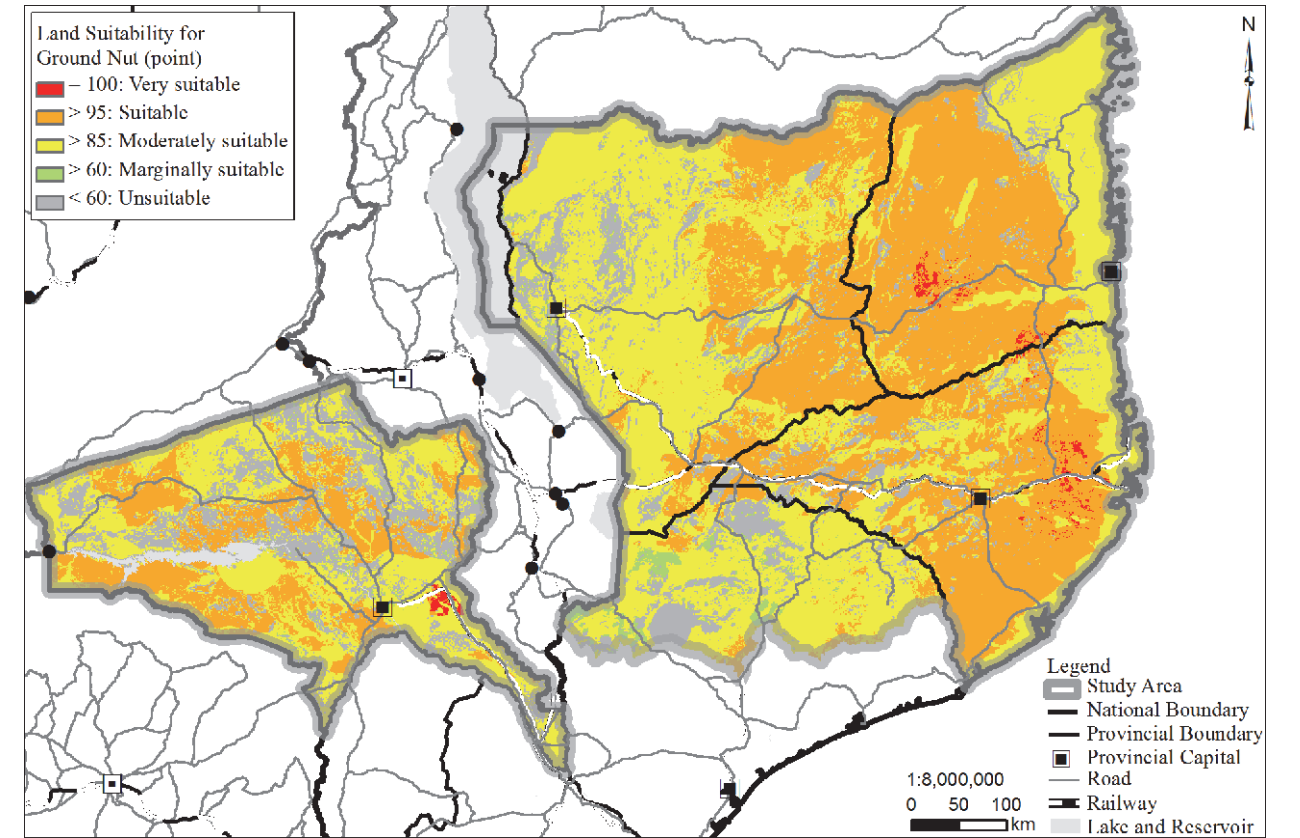 Land Suitability for
Ground Nut (point)
– 100: Very suitable
> 95: Suitable
> 85: Moderately suitable
> 60: Marginally suitable
< 60: Unsuitable
N
Legend
Study Area
National Boundary
Provincial Boundary
Provincial Capital
Road
Railway
Lake and Reservoir
1:8,000,000
0 50 100
km